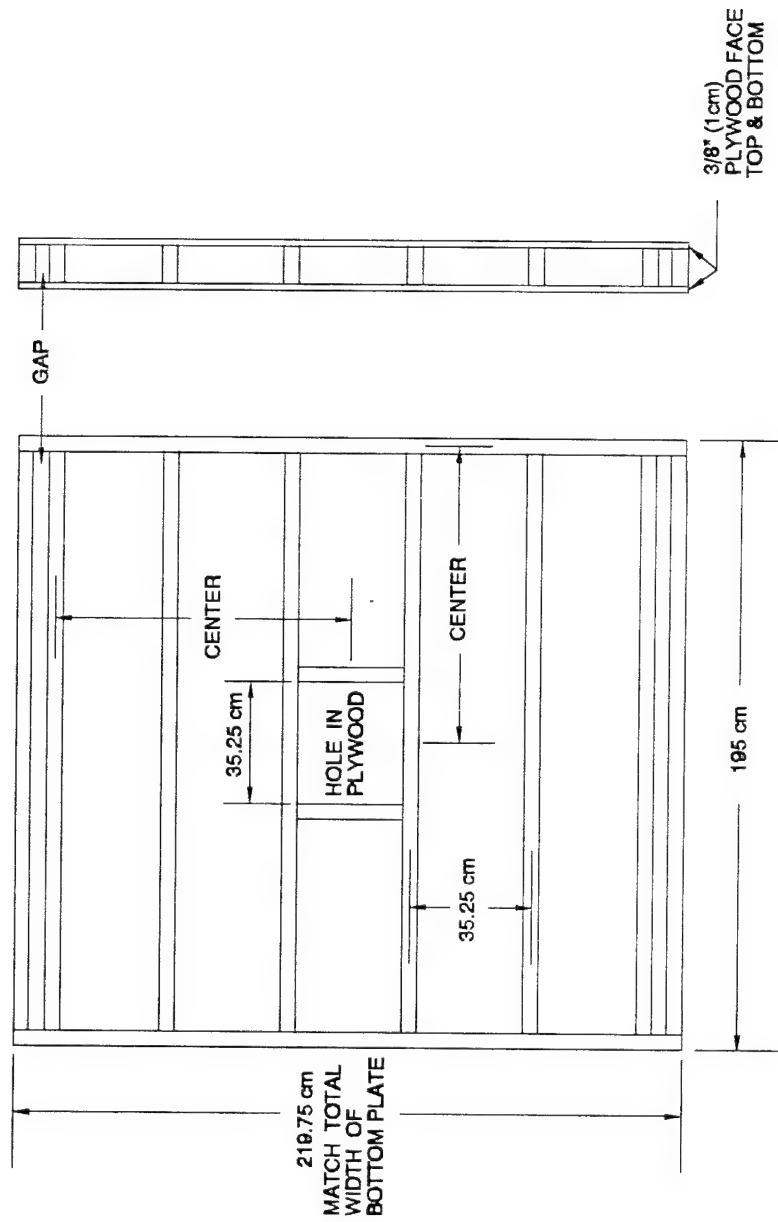 GAP
3/8" (1cm)
PLYWOOD FACE
TOP & BOTTOM
CENTER
35.25 cm
HOLE IN
PLYWOOD
CENTER
35.25 cm
219.75 cm
MATCH TOTAL
WIDTH OF
BOTTOM PLATE
195 cm